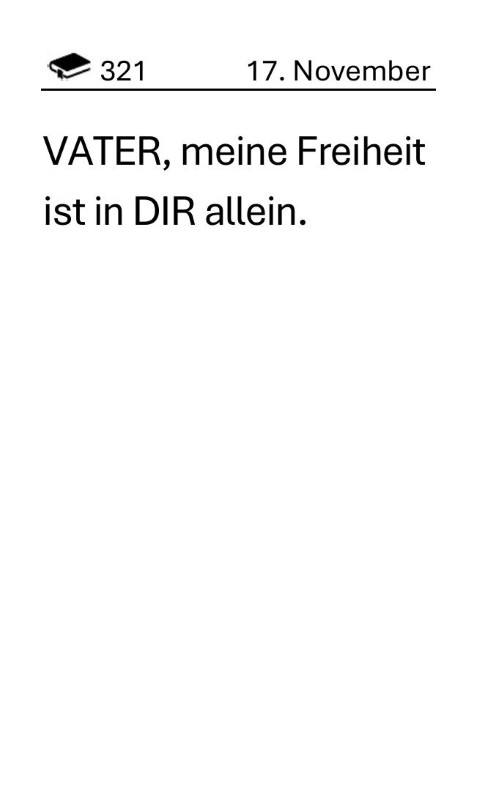 321 17. November
VATER, meine Freiheit
ist in DIR allein.